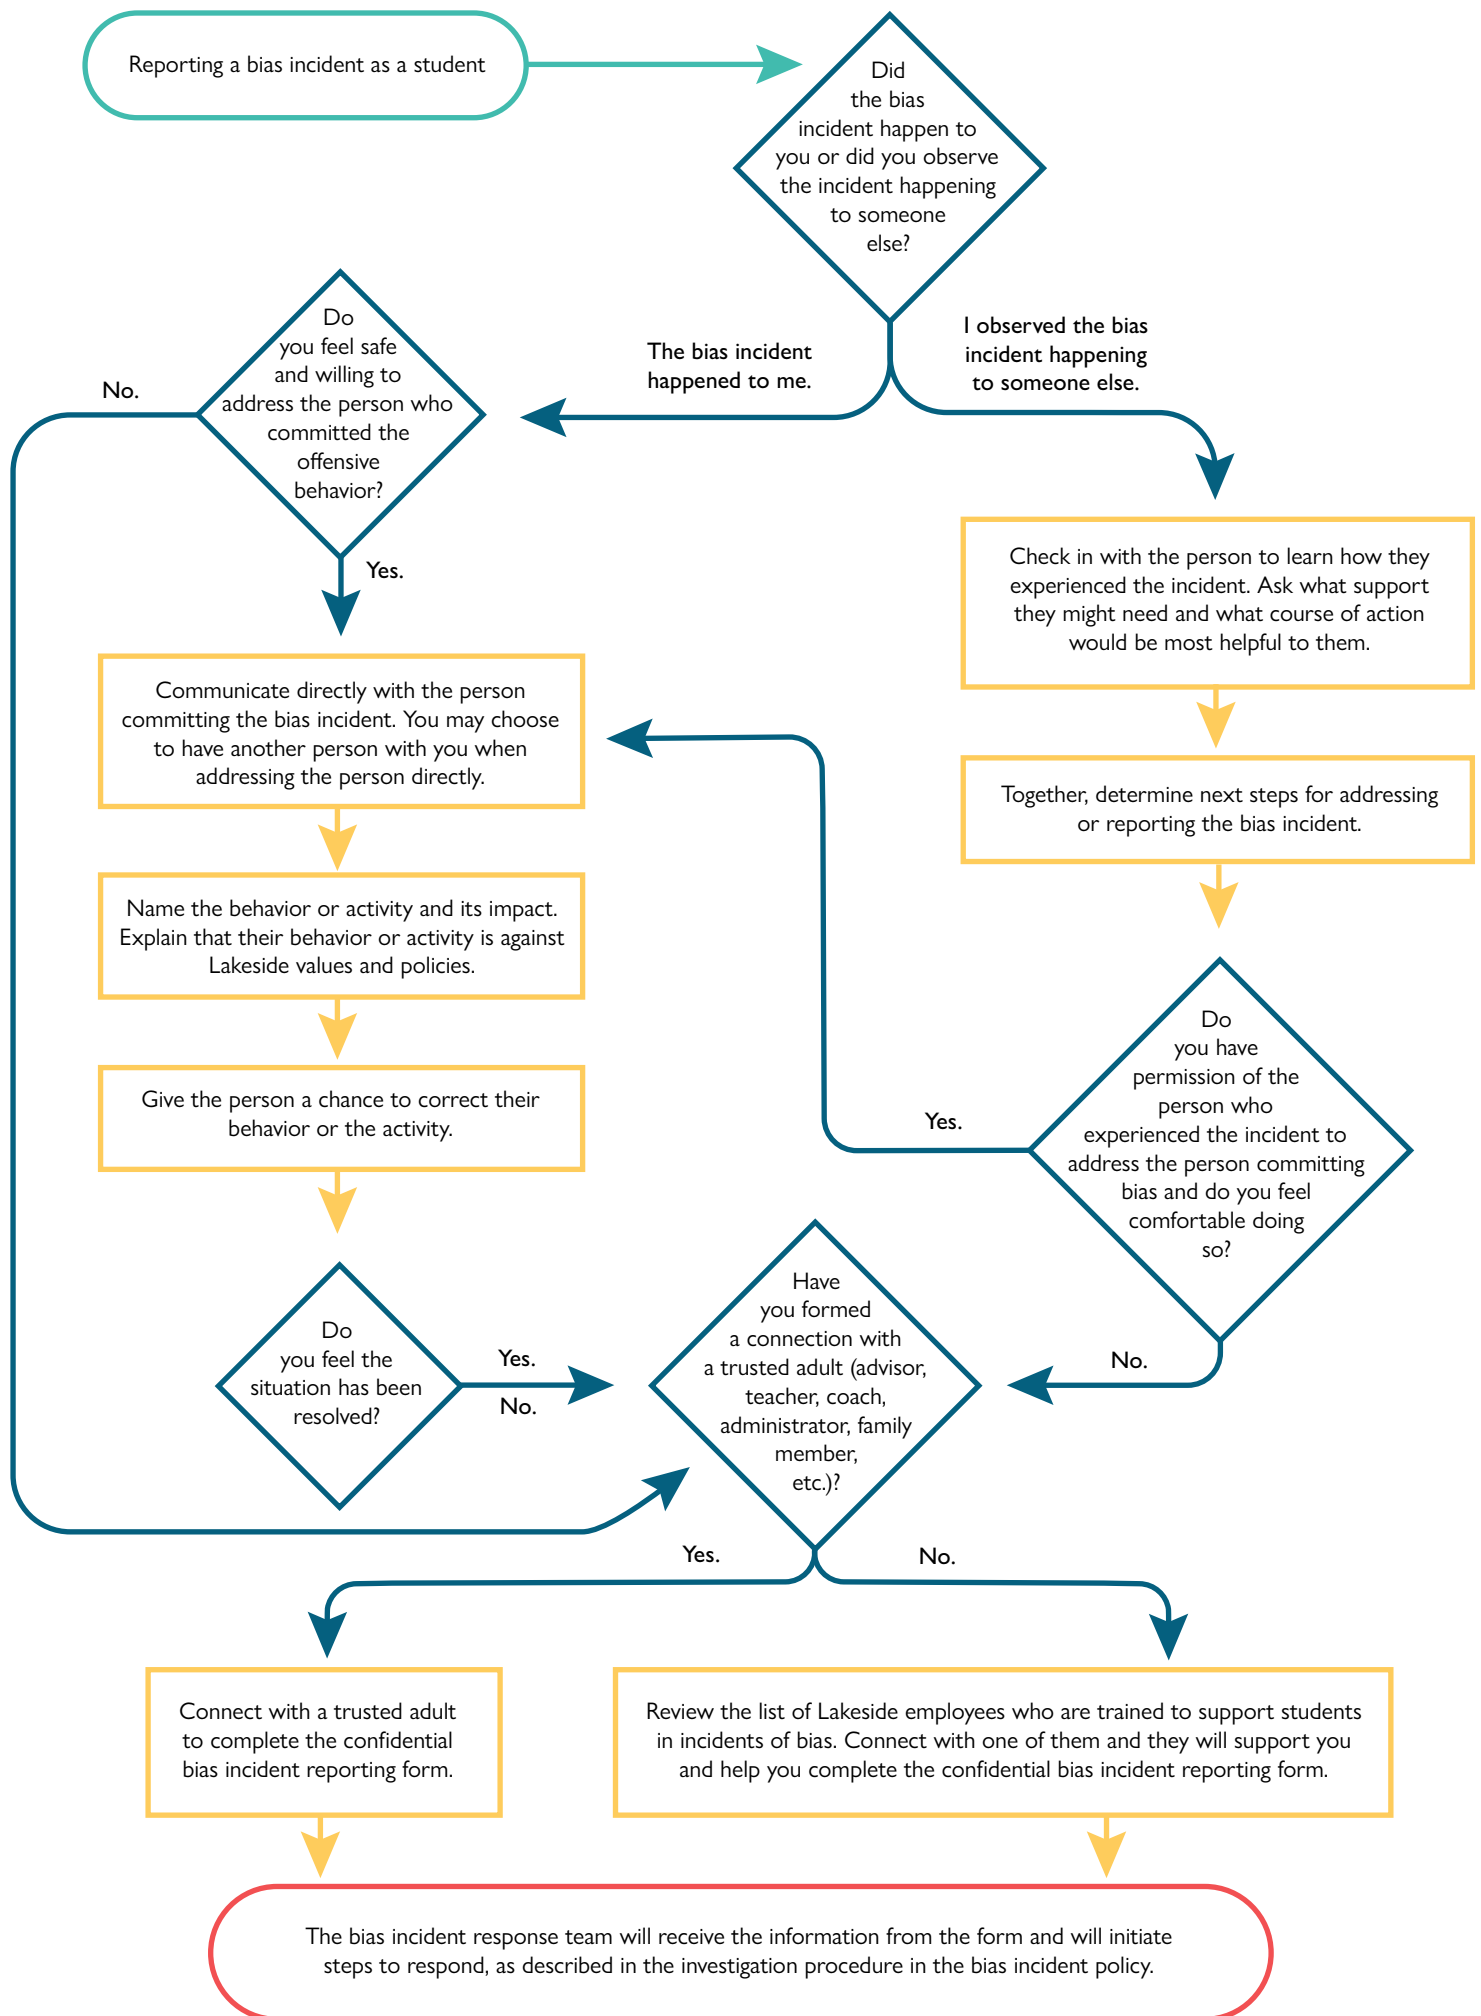 Reporting a bias incident as a student
Did
the bias
incident happen to
you or did you observe
the incident happening
to someone
else?
The bias incident
happened to me.
I observed the bias
incident happening
to someone else.
Do
you feel safe
and willing to
address the person who
committed the
offensive
behavior?
No.
Yes.
Communicate directly with the person
committing the bias incident. You may choose
to have another person with you when
addressing the person directly.
Name the behavior or activity and its impact.
Explain that their behavior or activity is against
Lakeside values and policies.
Give the person a chance to correct their
behavior or the activity.
Do
you feel the
situation has been
resolved?
Yes.
No.
Check in with the person to learn how they
experienced the incident. Ask what support
they might need and what course of action
would be most helpful to them.
Together, determine next steps for addressing
or reporting the bias incident.
Do
you have
permission of the
person who
experienced the incident to
address the person committing
bias and do you feel
comfortable doing
so?
Yes.
No.
Have
you formed
a connection with
a trusted adult (advisor,
teacher, coach,
administrator, family
member,
etc.)?
Yes.
No.
Connect with a trusted adult
to complete the confidential
bias incident reporting form.
Review the list of Lakeside employees who are trained to support students
in incidents of bias. Connect with one of them and they will support you
and help you complete the confidential bias incident reporting form.
The bias incident response team will receive the information from the form and will initiate
steps to respond, as described in the investigation procedure in the bias incident policy.